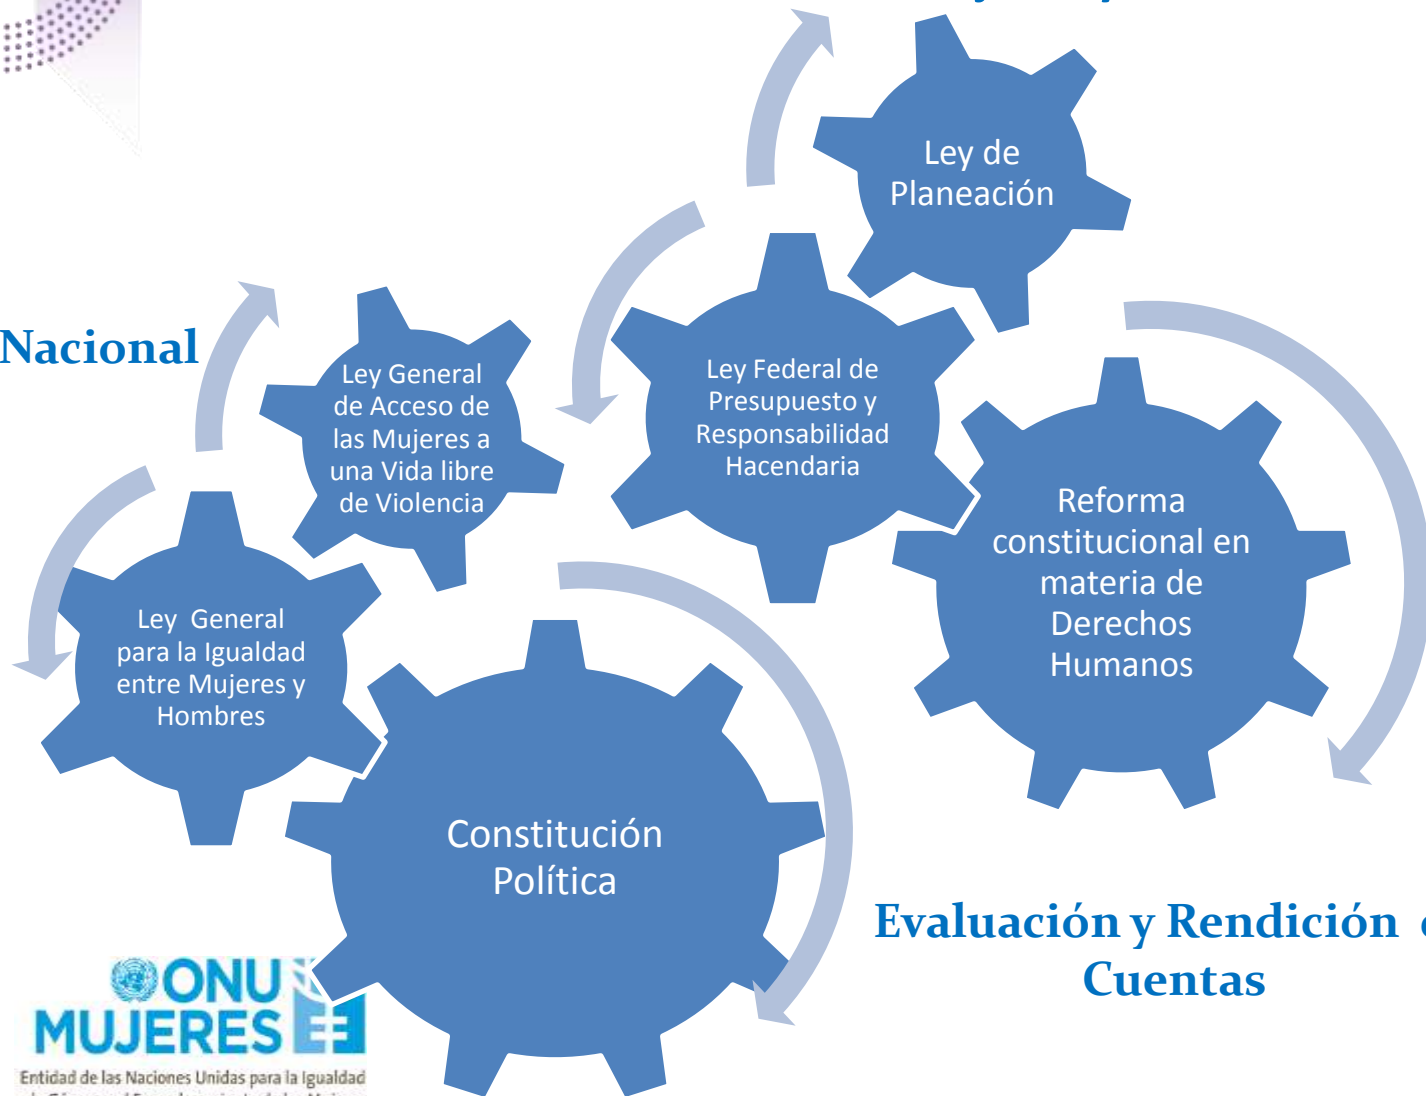 Ley de
Planeación
Nacional
Ley General
de Acceso de
las Mujeres a
una Vida libre
de Violencia
Ley Federal de
Presupuesto y
Responsabilidad
Hacendaria
Reforma
constitucional en
materia de
Derechos
Humanos
Ley General
para la Igualdad
entre Mujeres y
Hombres
Constitución
Política
Evaluación y Rendición
Cuentas
ONU
MUJERES
Entidad de las Naciones Unidas para la Igualdad